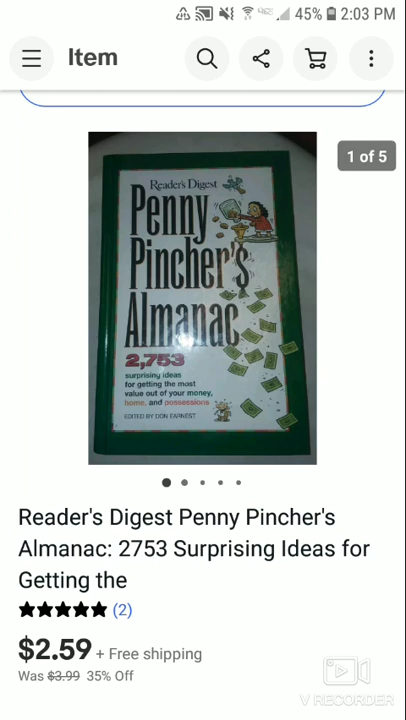 45% 2:03 PM
Item
1 of 5
Reader's Digest
Penny
Pincher's
Almanac
2,753
surprising ideas
for getting the most
value out of your money,
home, and possessions
EDITED BY DON EARNEST
Reader's Digest Penny Pincher's
Almanac: 2753 Surprising Ideas for
Getting the
(2)
$2.59 + Free shipping
Was $3.99 35% Off
V RECORDER